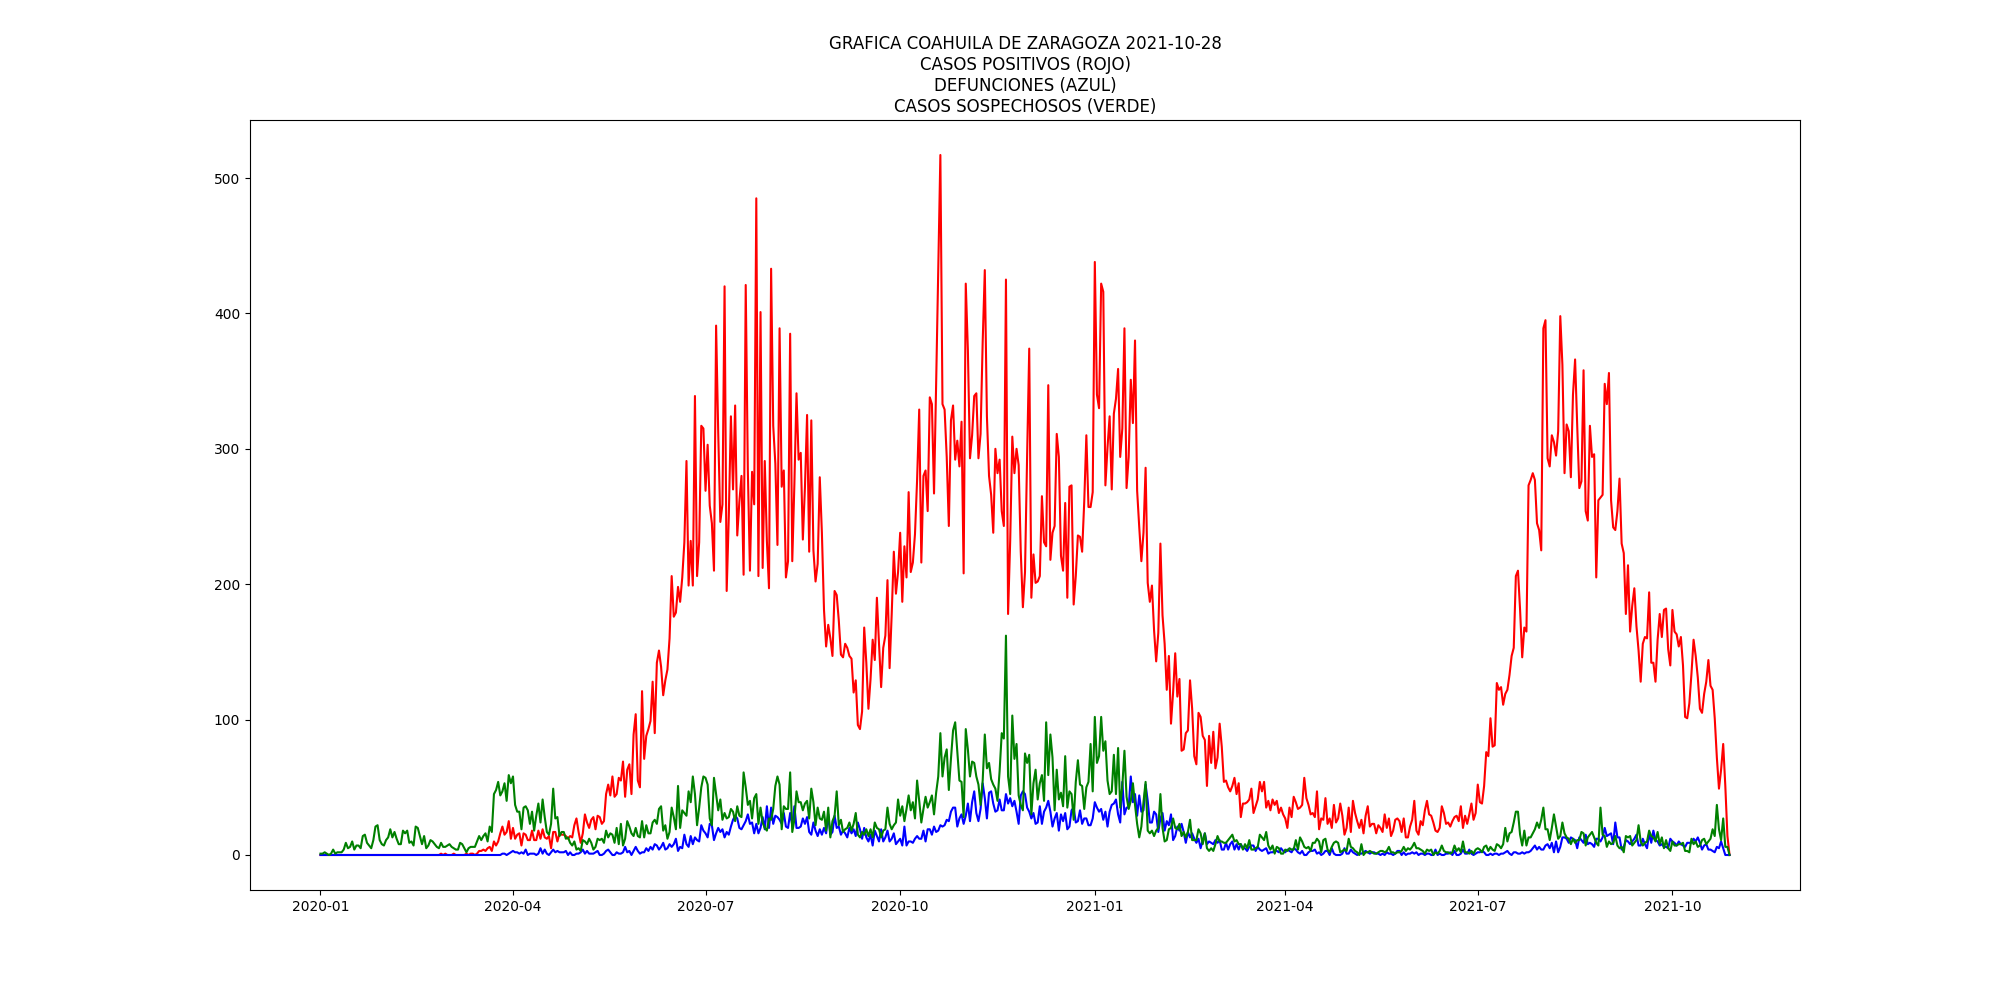 GRAFICA COAHUILA DE ZARAGOZA 2021-10-28
CASOS POSITIVOS (ROJO)
DEFUNCIONES (AZUL)
CASOS SOSPECHOSOS (VERDE)
500
400
300
200
100
0
2020-01 2020-04 2020-07 2020-10 2021-01 2021-04 2021-07 2021-10